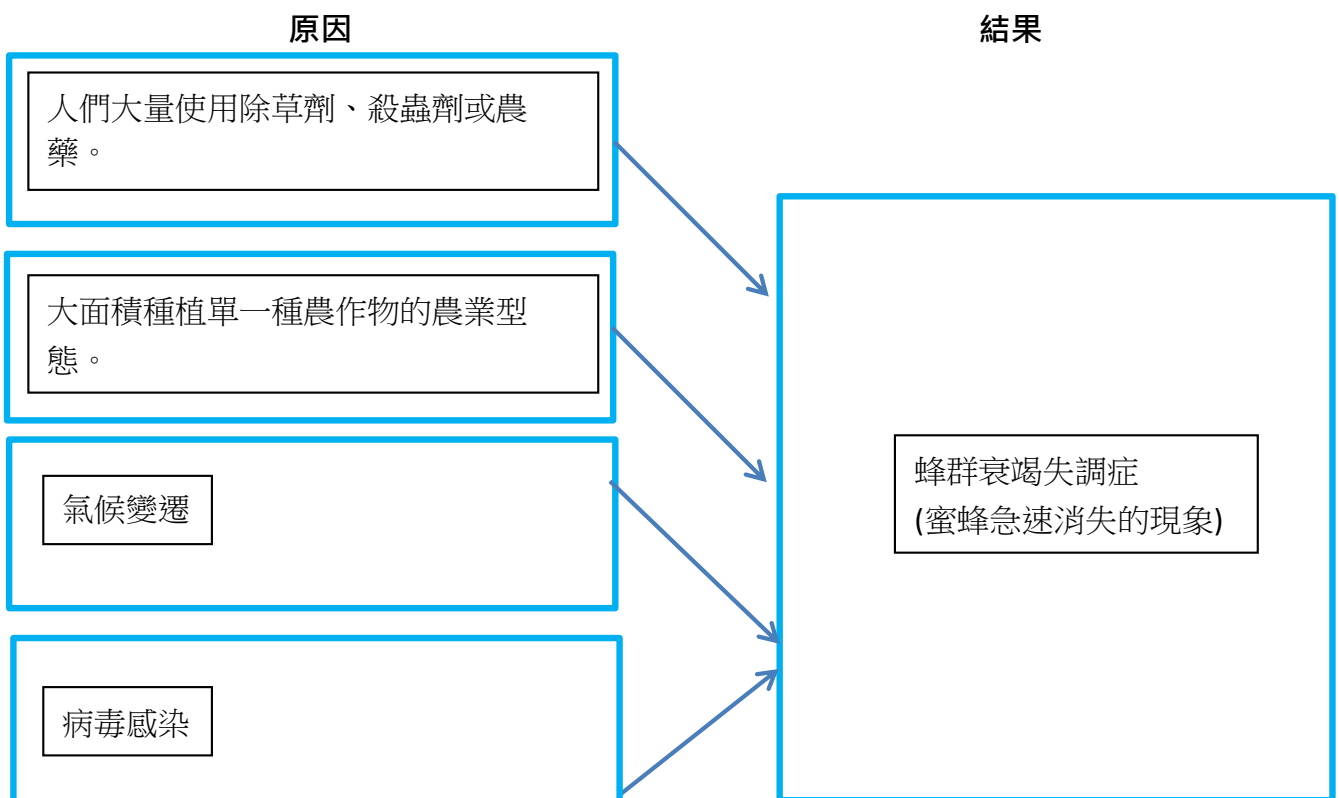 原因
結果
人們大量使用除草劑、殺蟲劑或農
藥。
大面積種植單一種農作物的農業型
態。
氣候變遷
病毒感染
蜂群衰竭失調症
(蜜蜂急速消失的現象)